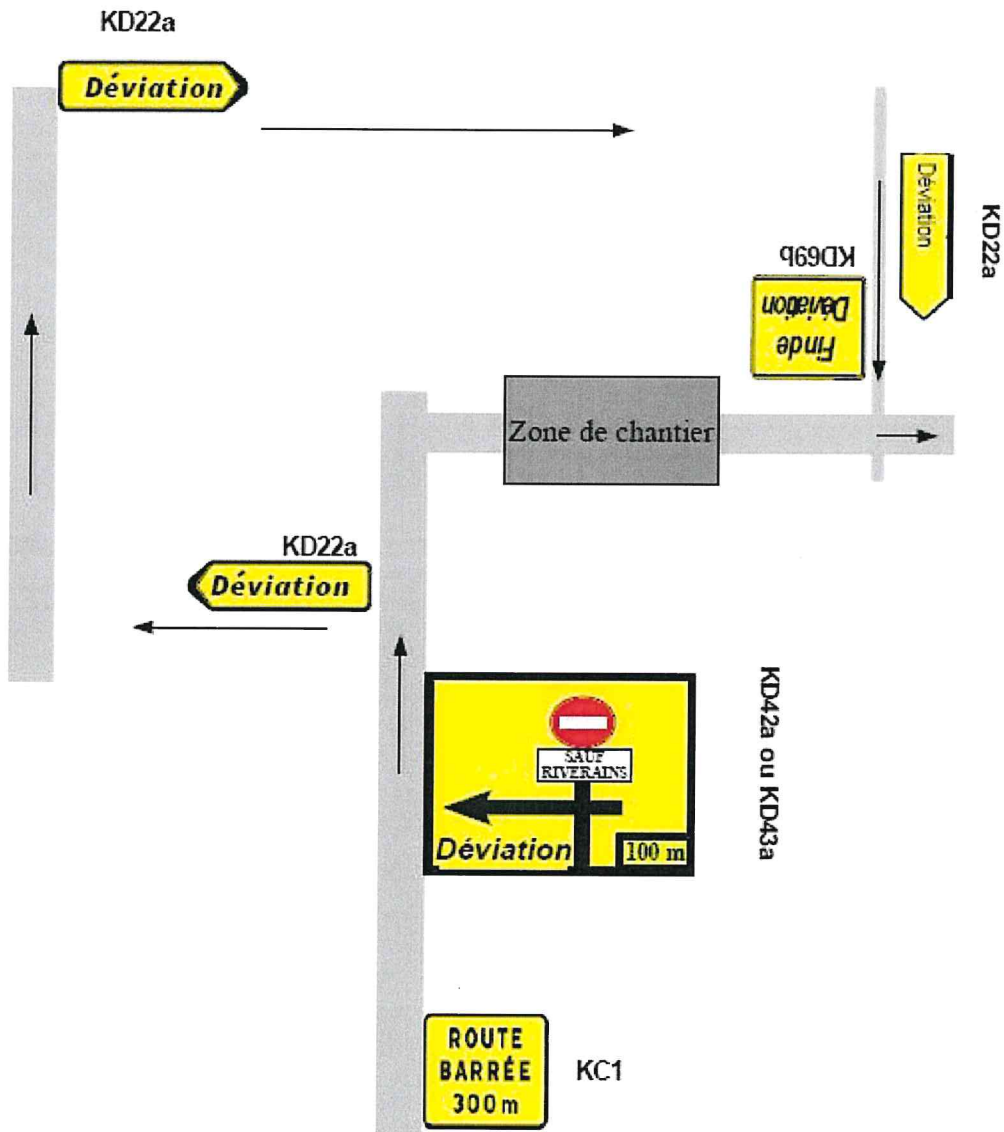 KD22a
Déviation
Déviation
KD22a
KD69b
Fin de
Déviation
Zone de chantier
KD22a
Déviation
KD42a ou KD43a
SAUF
RIVERAINS
Déviation
100 m
ROUTE
BARRÉE
300 m
KC1